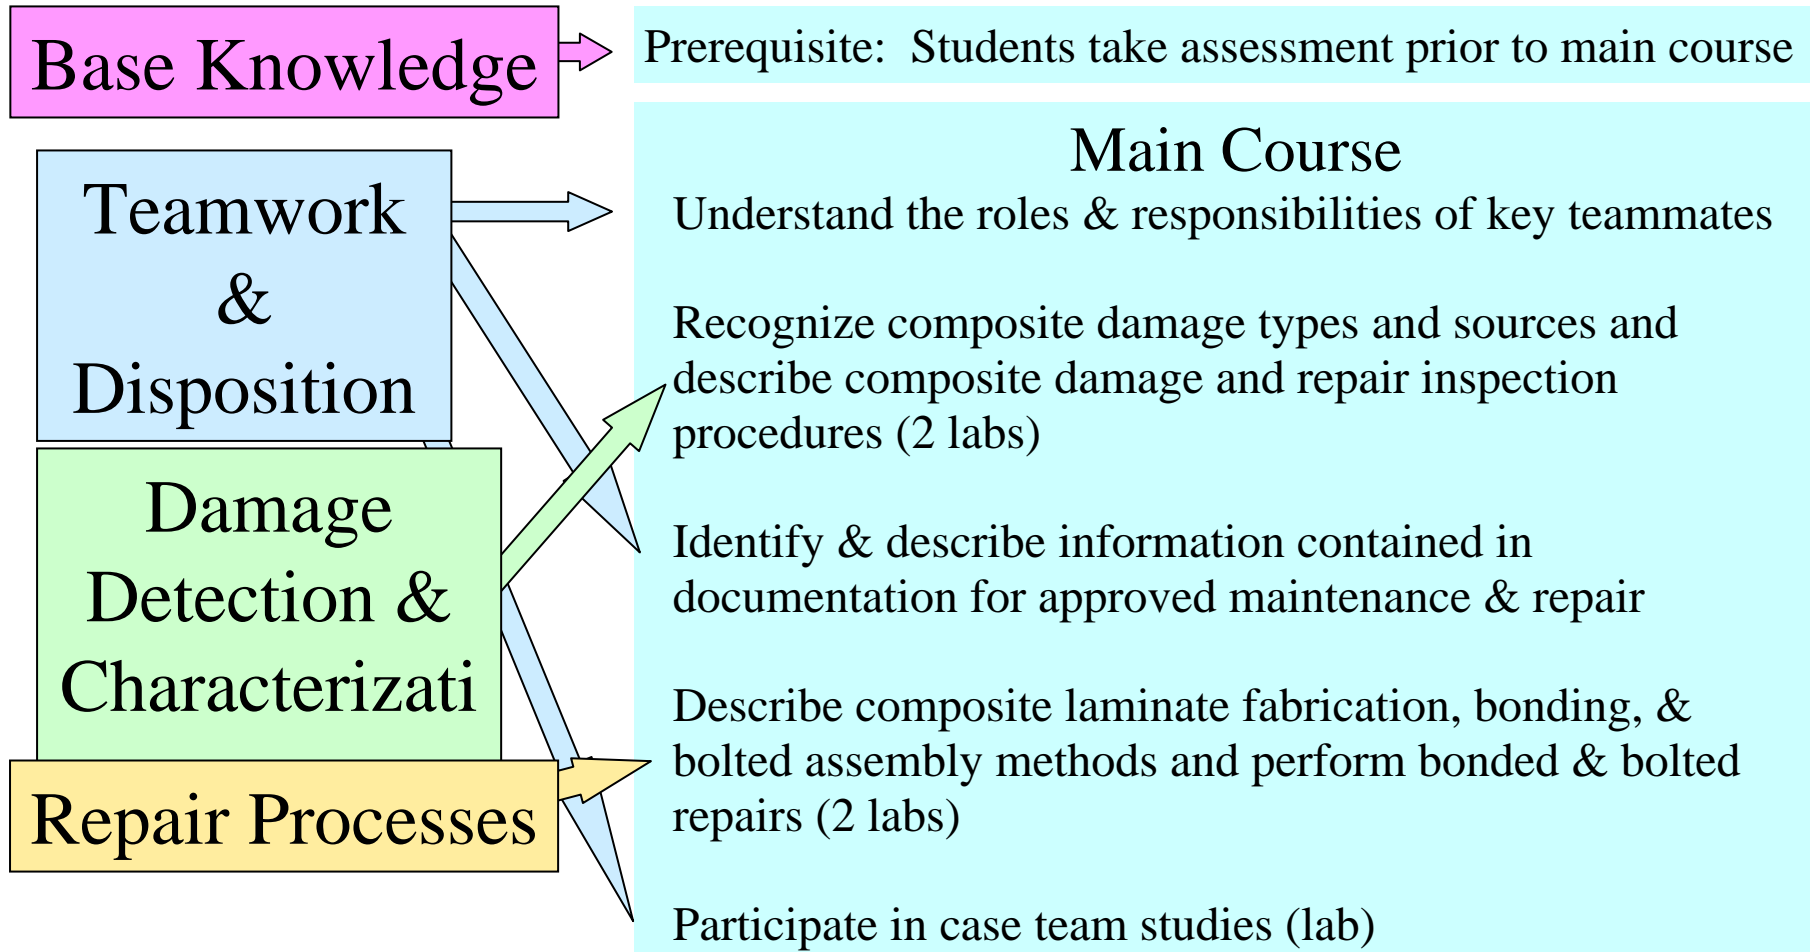 Base Knowledge
Prerequisite:  Students take assessment prior to main course
Teamwork
&
Disposition
Damage
Detection &
Characterizati
Repair Processes
Main Course
Understand the roles & responsibilities of key teammates
Recognize composite damage types and sources and
describe composite damage and repair inspection
procedures (2 labs)
Identify & describe information contained in
documentation for approved maintenance & repair
Describe composite laminate fabrication, bonding, &
bolted assembly methods and perform bonded & bolted
repairs (2 labs)
Participate in case team studies (lab)